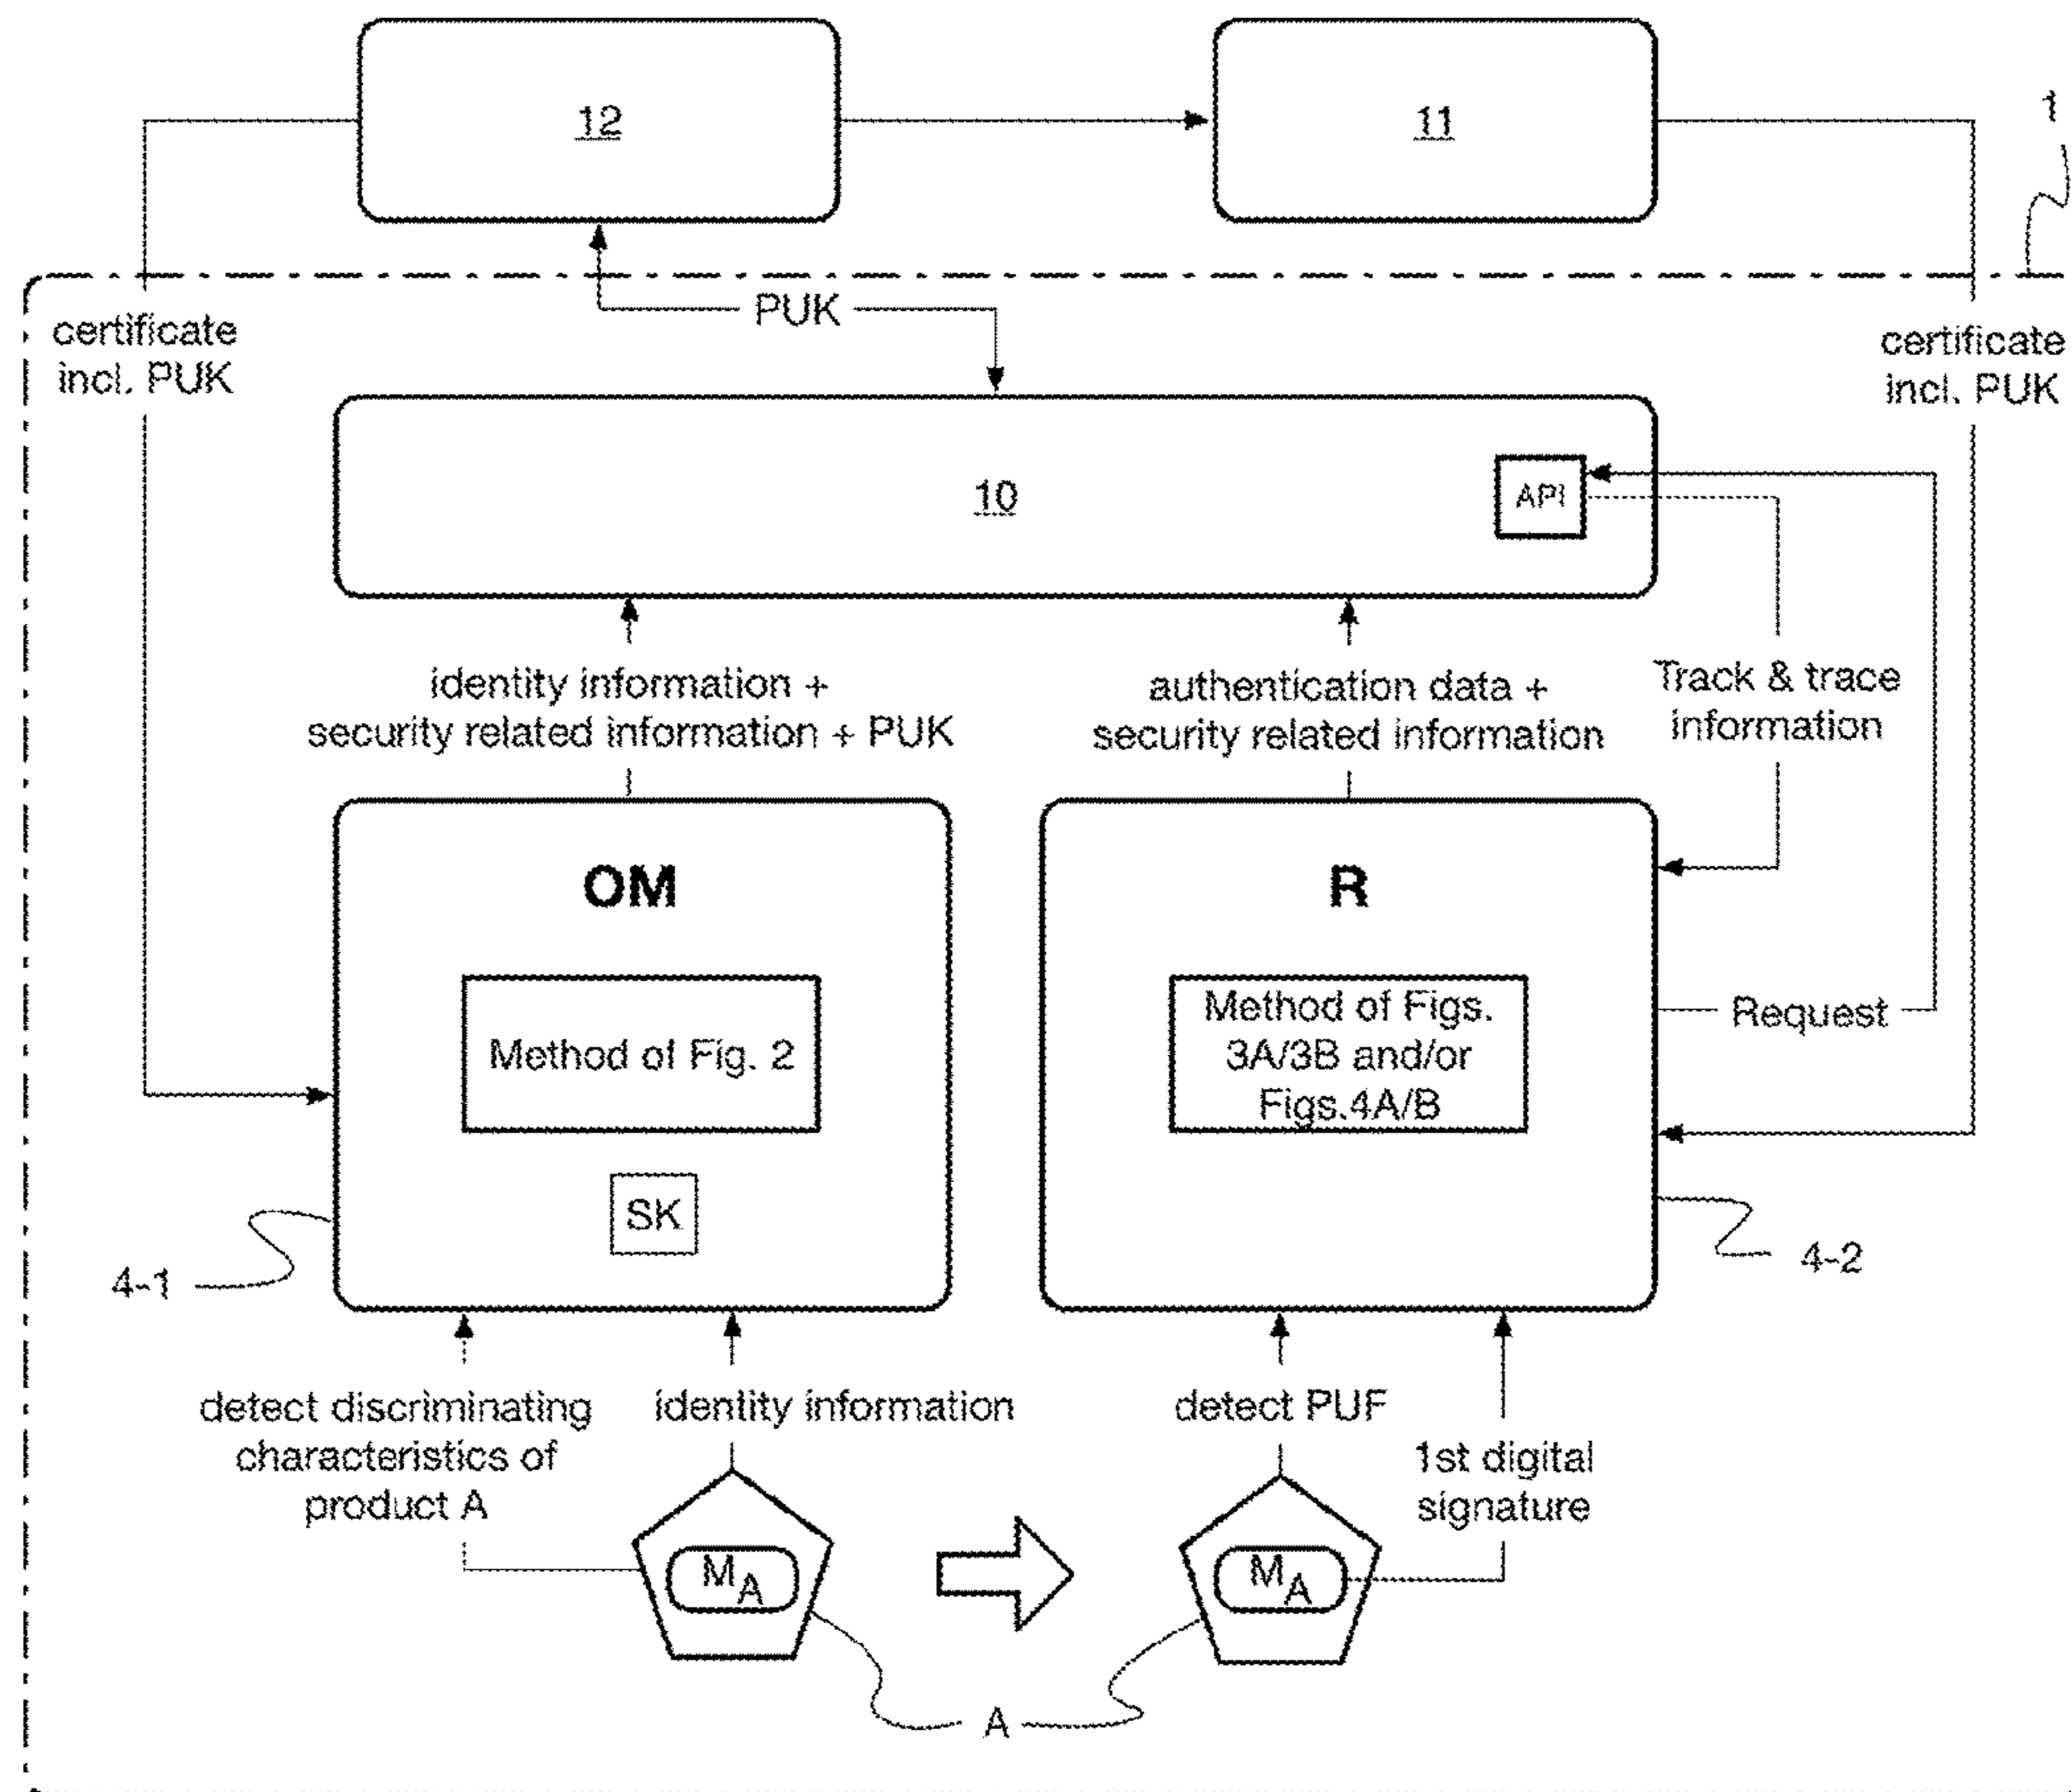 12
11
1
PUK
certificate
incl. PUK
certificate
incl. PUK
10
API
identity information +
security related information + PUK
authentication data +
security related information
Track & trace
information
OM
R
Method of Fig. 2
Method of Figs.
3A/3B and/or
Figs.4A/B
Request
SK
4-1
4-2
detect discriminating
characteristics of
product A
identity information
detect PUF
1st digital
signature
MA
MA
A